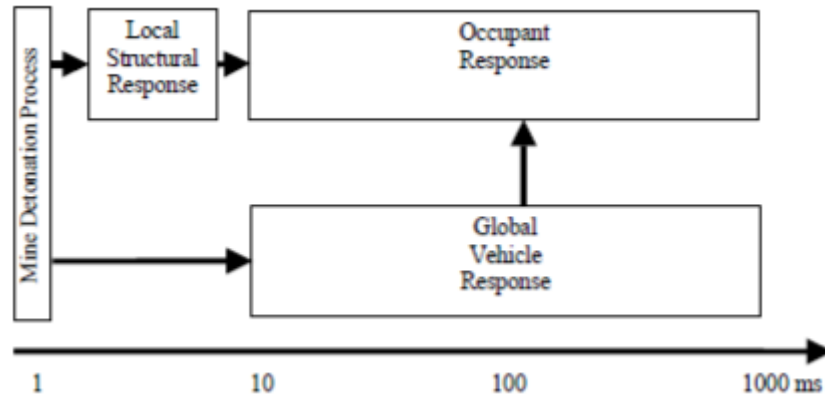 Mine Detonation Process
Local
Structural
Response
Occupant
Response
Global
Vehicle
Response
1 10 100 1000 ms